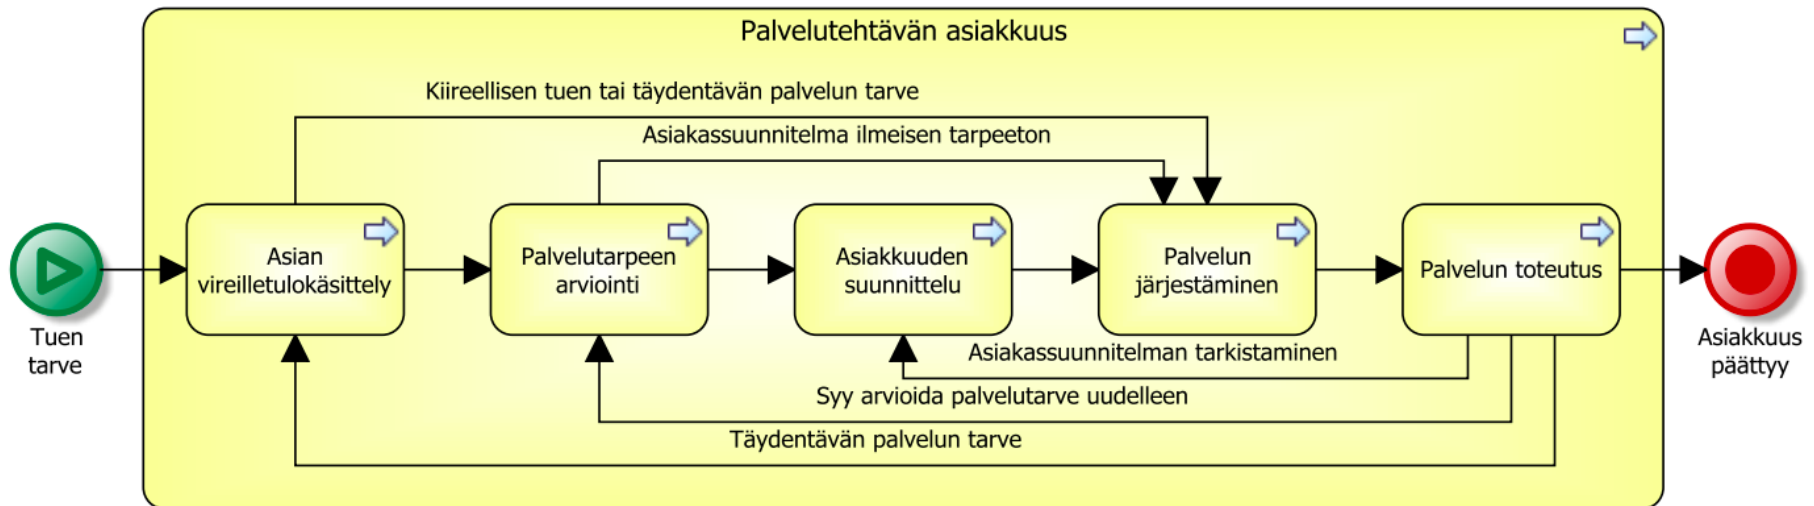 Palvelutehtävän asiakkuus
Kiireellisen tuen tai täydentävän palvelun tarve
Asiakassuunnitelma ilmeisen tarpeeton
Tuen
tarve
Asian
vireilletulokäsittely
Palvelutarpeen
arviointi
Asiakkuuden
suunnittelu
Palvelun
järjestäminen
Palvelun toteutus
Asiakkuus
päättyy
Asiakassuunnitelman tarkistaminen
Syy arvioida palvelutarve uudelleen
Täydentävän palvelun tarve